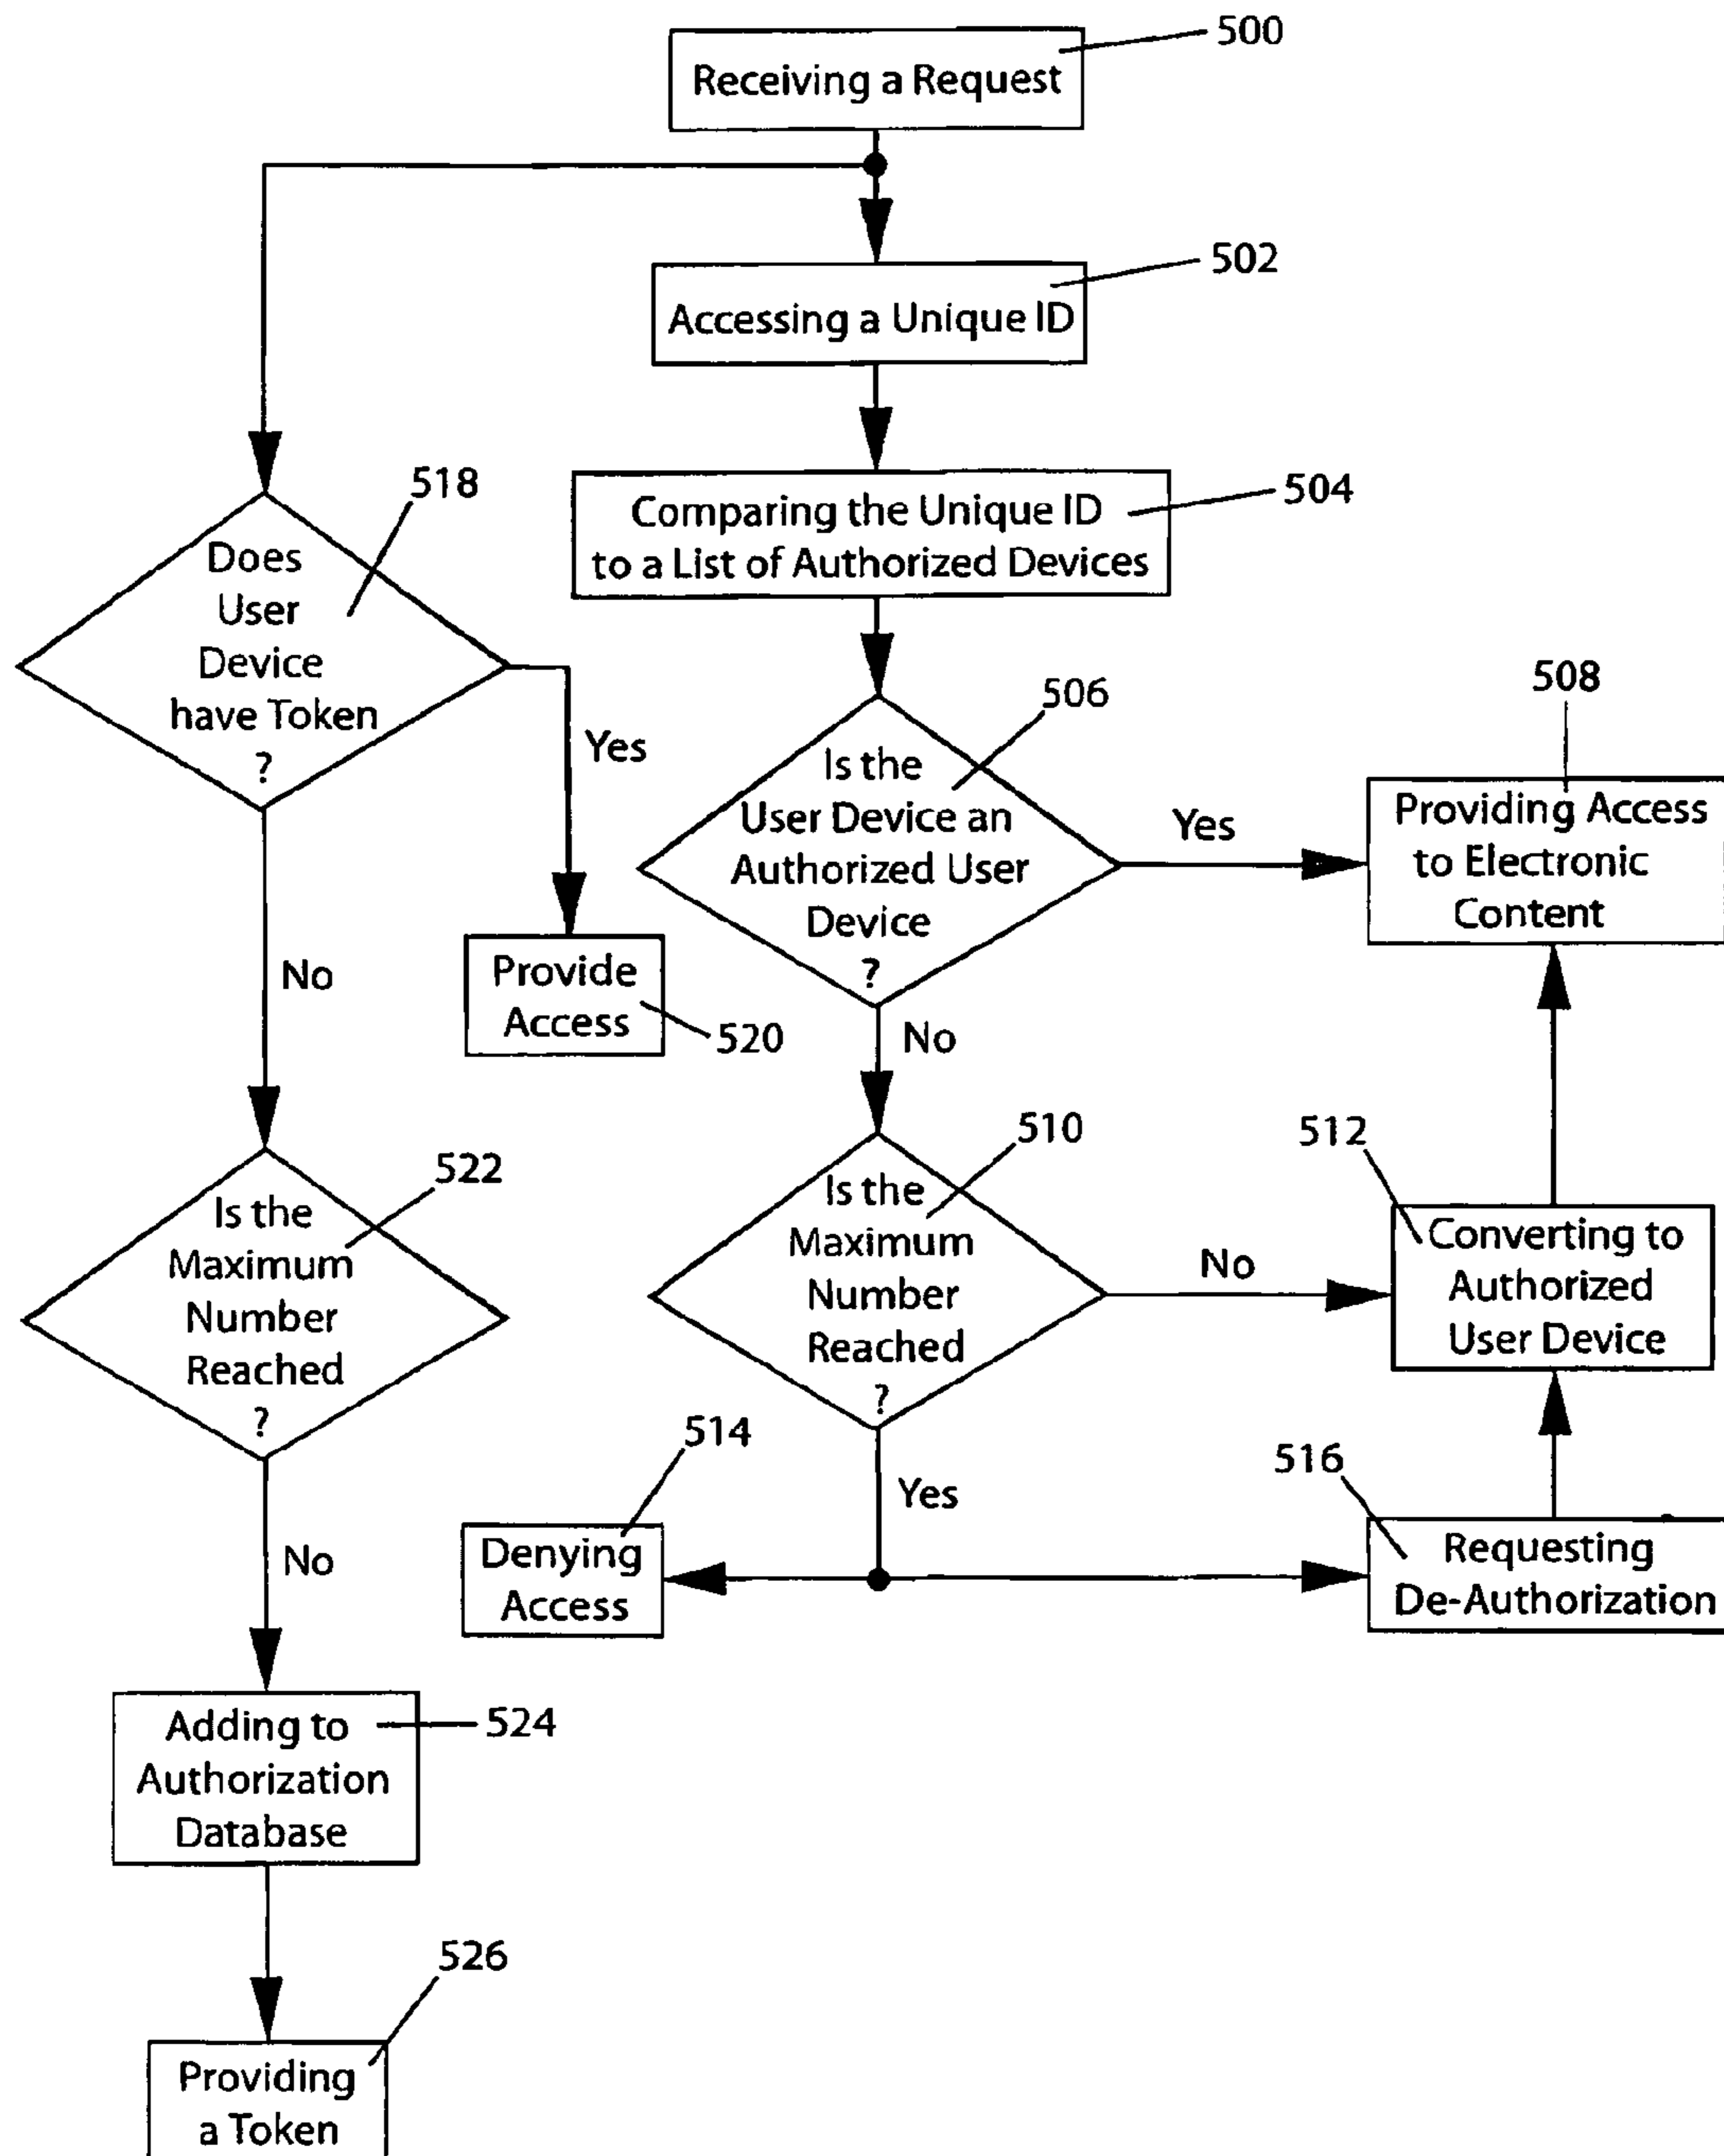 500
Receiving a Request
502
Accessing a Unique ID
504
Comparing the Unique ID
to a List of Authorized Devices
518
Does
User
Device
have Token
?
Yes
No
506
Is the
User Device an
Authorized User
Device
?
Yes
No
508
Providing Access
to Electronic
Content
Provide
Access
520
510
Is the
Maximum
Number
Reached
?
No
Yes
512
Converting to
Authorized
User Device
522
Is the
Maximum
Number
Reached
?
No
514
Denying
Access
516
Requesting
De-Authorization
524
Adding to
Authorization
Database
526
Providing
a Token